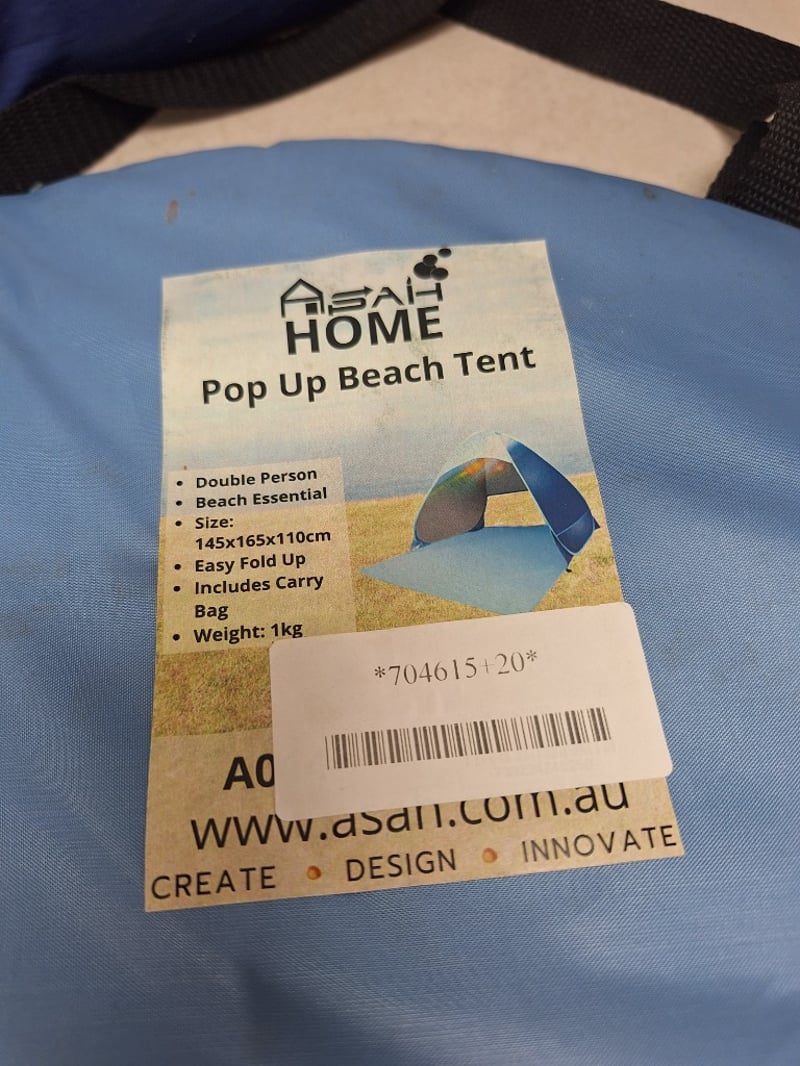 ASAH
HOME
Pop Up Beach Tent
• Double Person
• Beach Essential
• Size:
145x165x110cm
• Easy Fold Up
• Includes Carry
Bag
• Weight: 1kg
*704615+20*
A0
www.asah.com.au
CREATE • DESIGN • INNOVATE